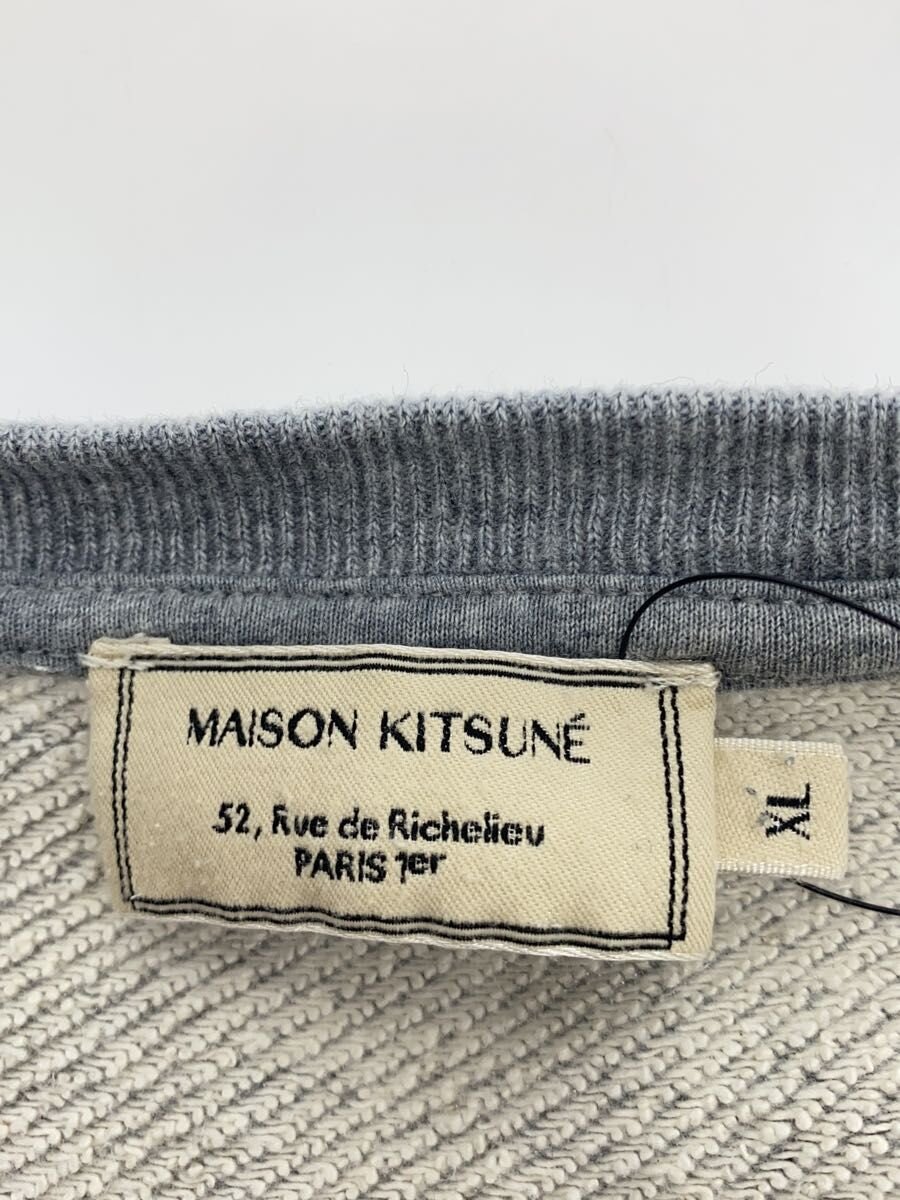 MAISON KITSUNÉ
52, Rue de Richelieu
PARIS 1er
XL